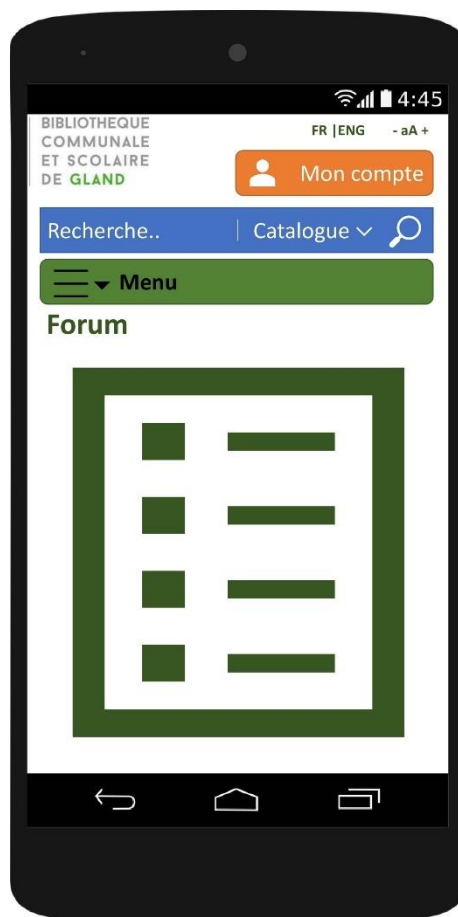 4:45
BIBLIOTHEQUE
COMMUNALE
ET SCOLAIRE
DE GLAND
FR |ENG - aA +
Mon compte
Recherche.. | Catalogue
Menu
Forum